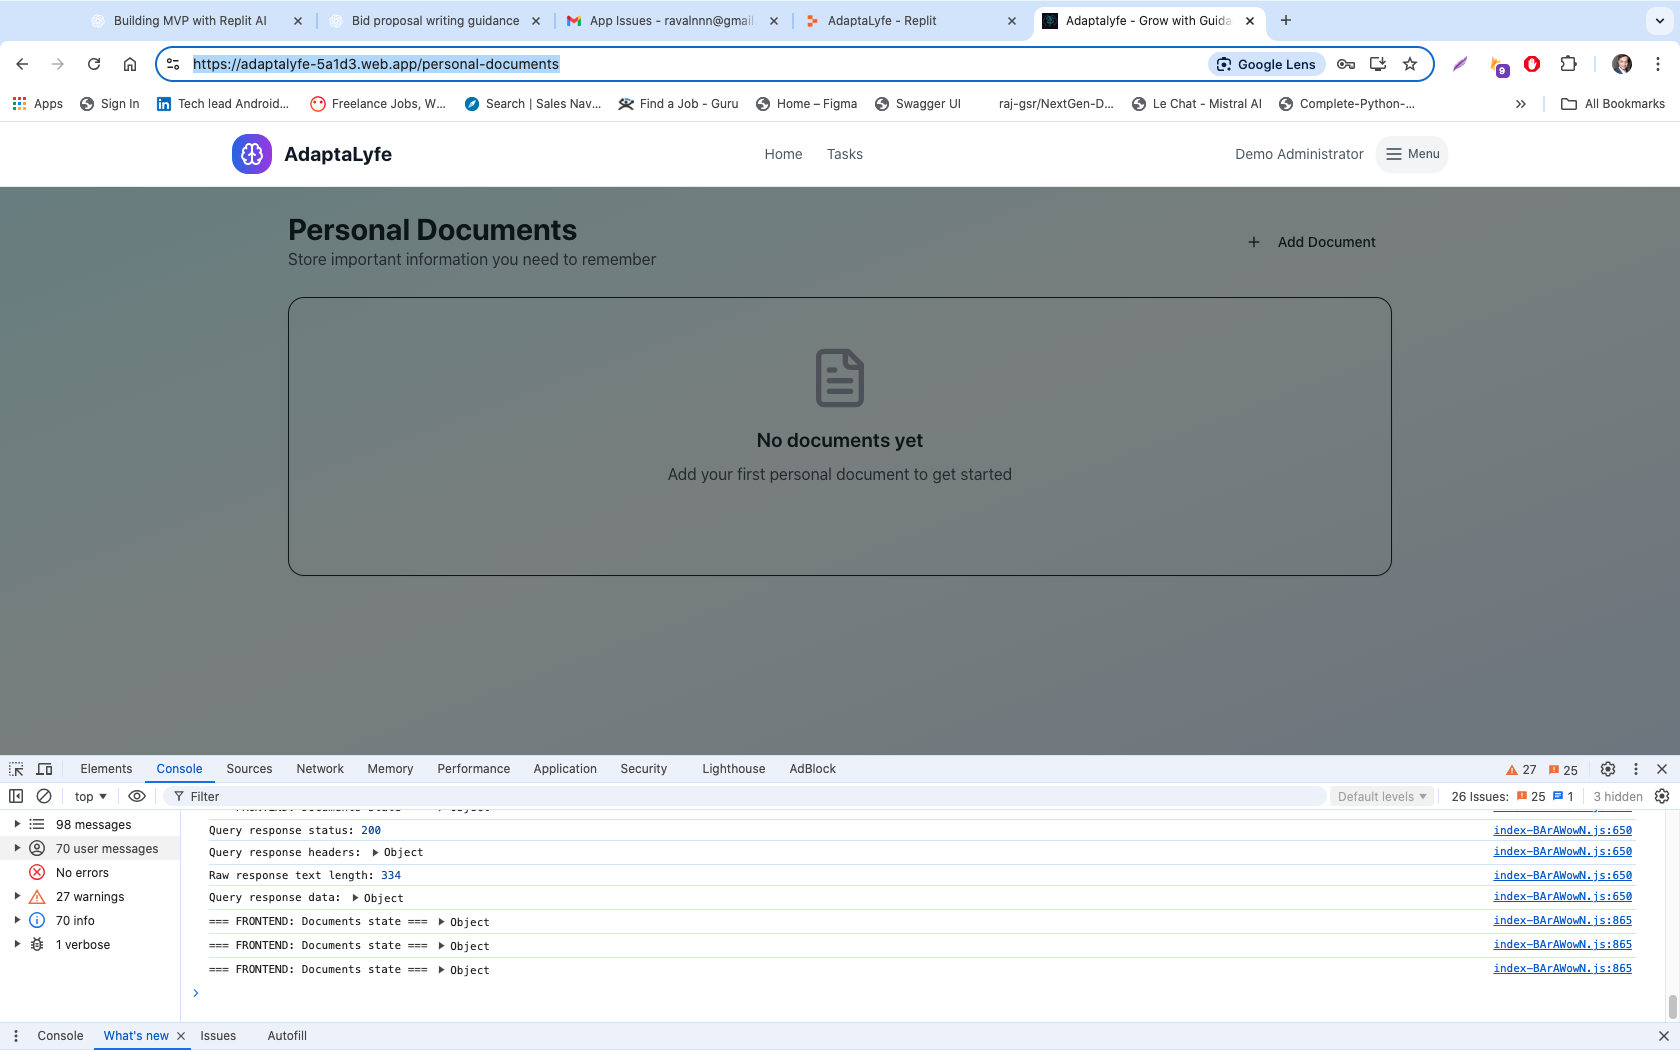 Building MVP with Replit AI
Bid proposal writing guidance
App Issues - ravalnnn@gmail
AdaptaLyfe - Replit
Adaptalyfe - Grow with Guida
https://adaptalyfe-5a1d3.web.app/personal-documents
Google Lens
9
Apps
Sign In
Tech lead Android...
Freelance Jobs, W...
Search | Sales Nav...
Find a Job - Guru
Home – Figma
Swagger UI
raj-gsr/NextGen-D...
Le Chat - Mistral AI
Complete-Python-...
All Bookmarks
AdaptaLyfe
Home
Tasks
Demo Administrator
Menu
Personal Documents
Store important information you need to remember
Add Document
No documents yet
Add your first personal document to get started
Elements
Console
Sources
Network
Memory
Performance
Application
Security
Lighthouse
AdBlock
27
25
top
Filter
Default levels
26 Issues:
25
1
3 hidden
98 messages
70 user messages
No errors
27 warnings
70 info
1 verbose
Query response status: 200
index-BArAWowN.js:650
Query response headers: Object
index-BArAWowN.js:650
Raw response text length: 334
index-BArAWowN.js:650
Query response data: Object
index-BArAWowN.js:650
=== FRONTEND: Documents state === Object
index-BArAWowN.js:865
=== FRONTEND: Documents state === Object
index-BArAWowN.js:865
=== FRONTEND: Documents state === Object
index-BArAWowN.js:865
Console
What's new
Issues
Autofill